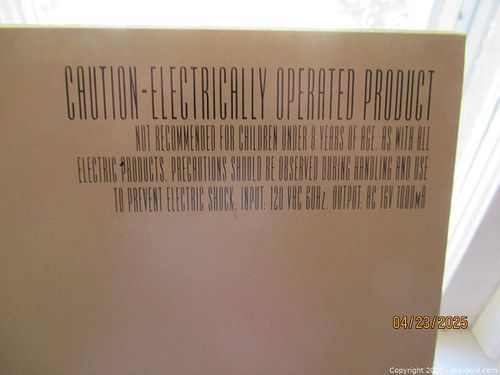 CAUTION-ELECTRICALLY OPERATED PRODUCT
NOT RECOMMENDED FOR CHILDREN UNDER 8 YEARS OF AGE. AS WITH ALL
ELECTRIC PRODUCTS, PRECAUTIONS SHOULD BE OBSERVED DURING HANDLING AND USE
TO PREVENT ELECTRIC SHOCK. INPUT: 120 VAC 60Hz. OUTPUT: AC 16V 1000mA
04/23/2025
Copyright 2025 - maxsold.com